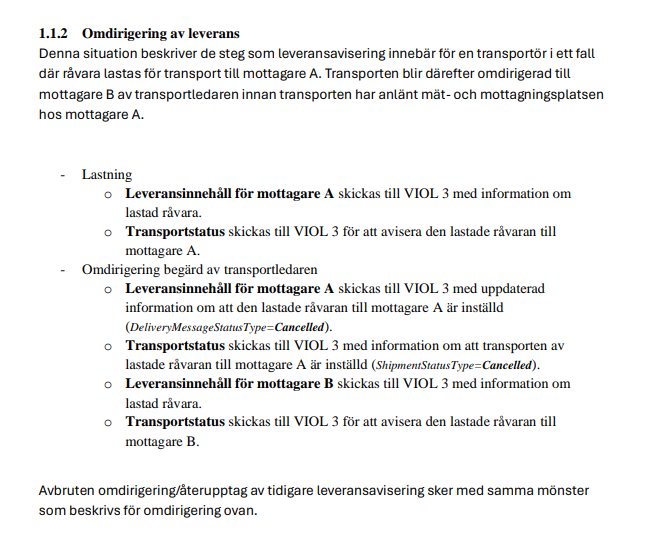 1.1.2 Omdirigering av leverans
Denna situation beskriver de steg som leveransavisering innebär för en transportör i ett fall
där råvara lastas för transport till mottagare A. Transporten blir därefter omdirigerad till
mottagare B av transportledaren innan transporten har anlänt mät- och mottagningsplatsen
hos mottagare A.
- Lastning
o Leveransinnehåll för mottagare A skickas till VIOL 3 med information om
lastad råvara.
o Transportstatus skickas till VIOL 3 för att avisera den lastade råvaran till
mottagare A.
- Omdirigering begärd av transportledaren
o Leveransinnehåll för mottagare A skickas till VIOL 3 med uppdaterad
information om att den lastade råvaran till mottagare A är inställd
(DeliveryMessageStatusType=Cancelled).
o Transportstatus skickas till VIOL 3 med information om att transporten av
lastade råvaran till mottagare A är inställd (ShipmentStatusType=Cancelled).
o Leveransinnehåll för mottagare B skickas till VIOL 3 med information om
lastad råvara.
o Transportstatus skickas till VIOL 3 för att avisera den lastade råvaran till
mottagare B.
Avbruten omdirigering/återupptag av tidigare leveransavisering sker med samma mönster
som beskrivs för omdirigering ovan.